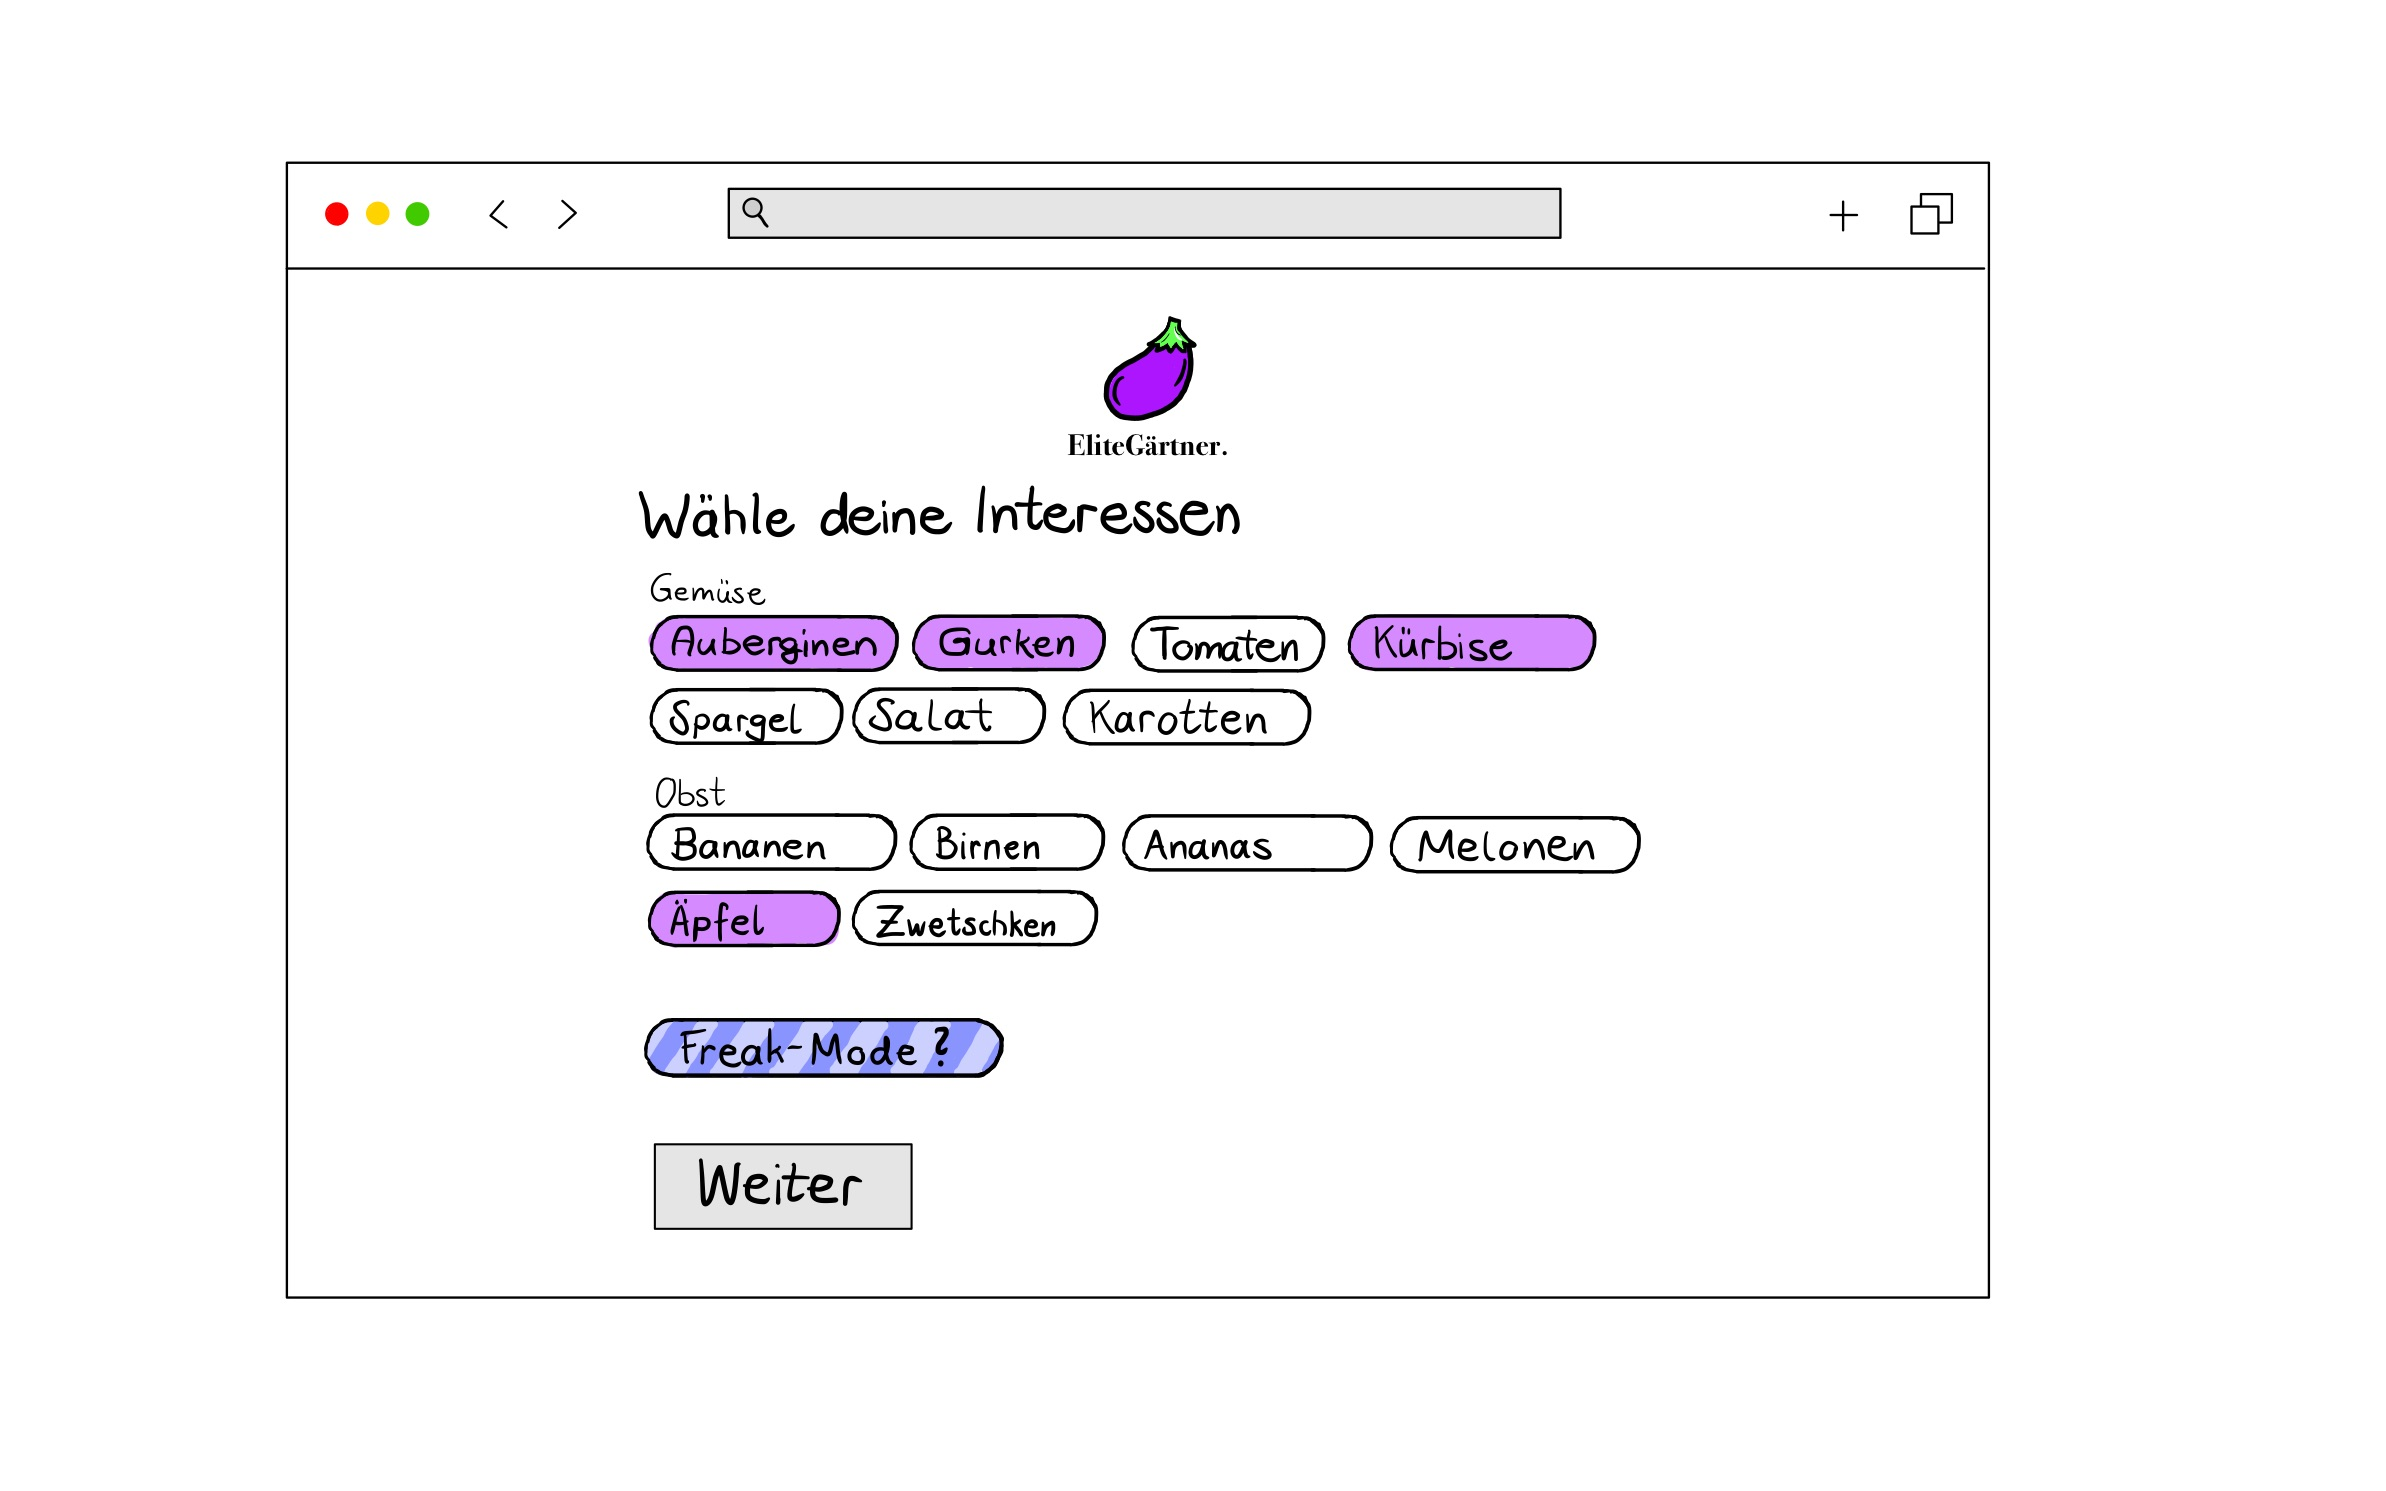 EliteGärtner.
Wähle deine Interessen
Gemüse
Auberginen Gurken Tomaten Kürbise
Spargel Salat Karotten
Obst
Bananen Birnen Ananas Melonen
Äpfel Zwetschken
Freak-Mode?
Weiter